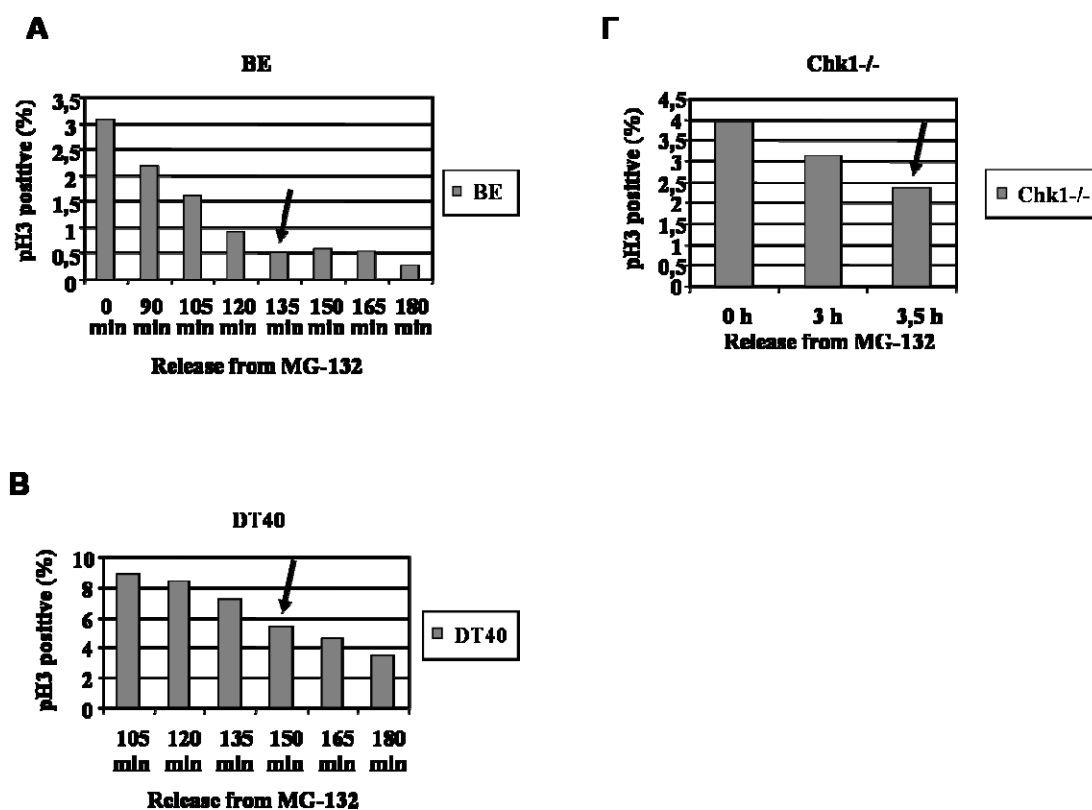 A
BE
pH3 positive (%)
3,5
3
2,5
2
1,5
1
0,5
0
0 90 105 120 135 150 165 180
min min min min min min min min
Release from MG-132
BE
Γ
Chk1-/-
pH3 positive (%)
4,5
4
3,5
3
2,5
2
1,5
1
0,5
0
0 h 3 h 3,5 h
Release from MG-132
Chk1-/-
B
DT40
pH3 positive (%)
10
8
6
4
2
0
105 120 135 150 165 180
min min min min min min
Release from MG-132
DT40